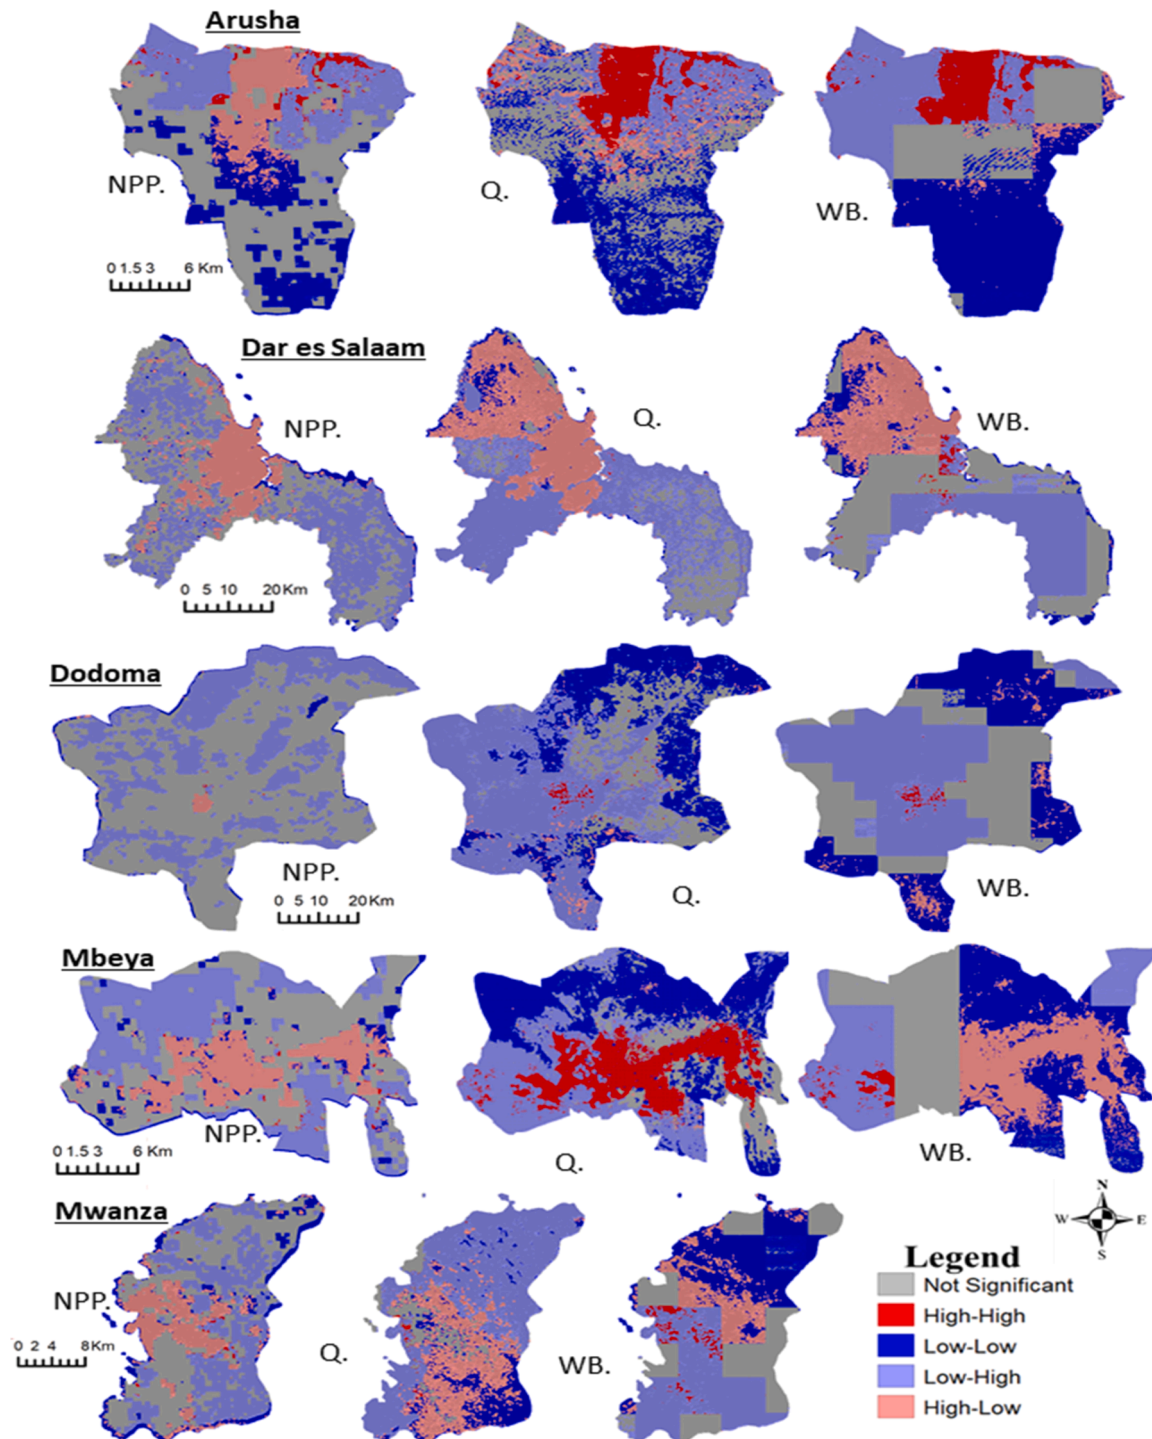 Arusha
NPP.
Q.
WB.
0 1.5 3 6 Km
Dar es Salaam
NPP.
Q.
WB.
0 5 10 20 Km
Dodoma
NPP.
Q.
WB.
0 5 10 20 Km
Mbeya
NPP.
Q.
WB.
0 1.5 3 6 Km
Mwanza
NPP.
Q.
WB.
0 2 4 8 Km
N
W E
S
Legend
Not Significant
High-High
Low-Low
Low-High
High-Low